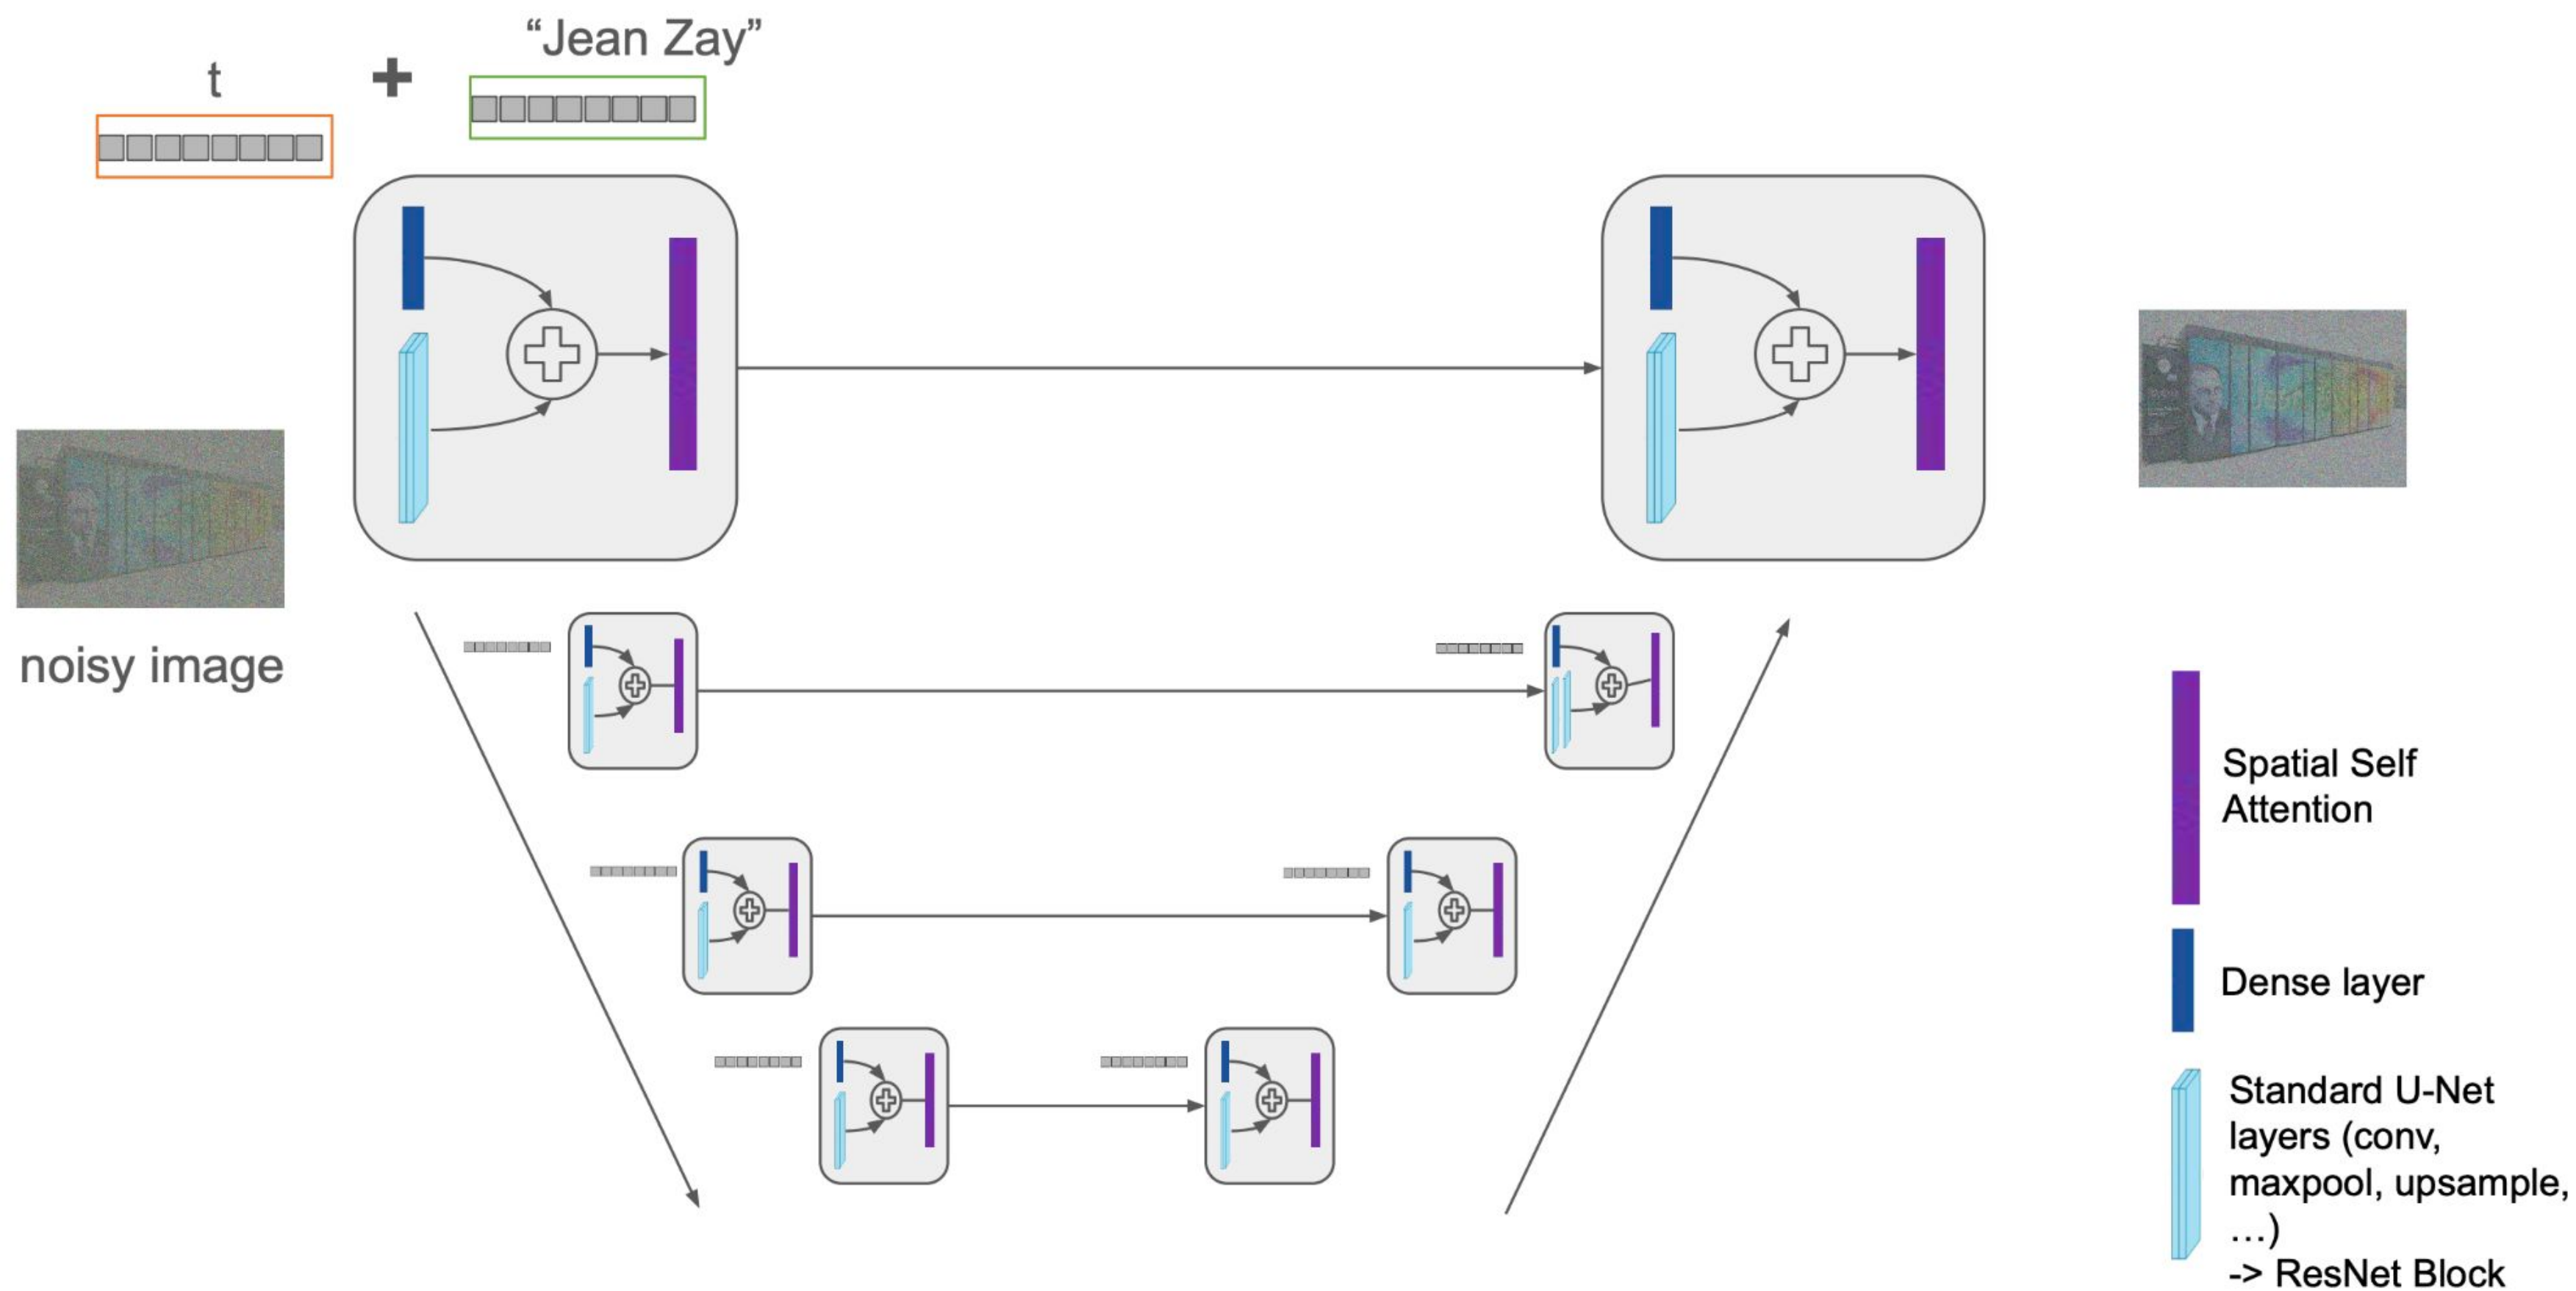 “Jean Zay”
t
noisy image
Spatial Self
Attention
Dense layer
Standard U-Net
layers (conv,
maxpool, upsample,
…)
-> ResNet Block